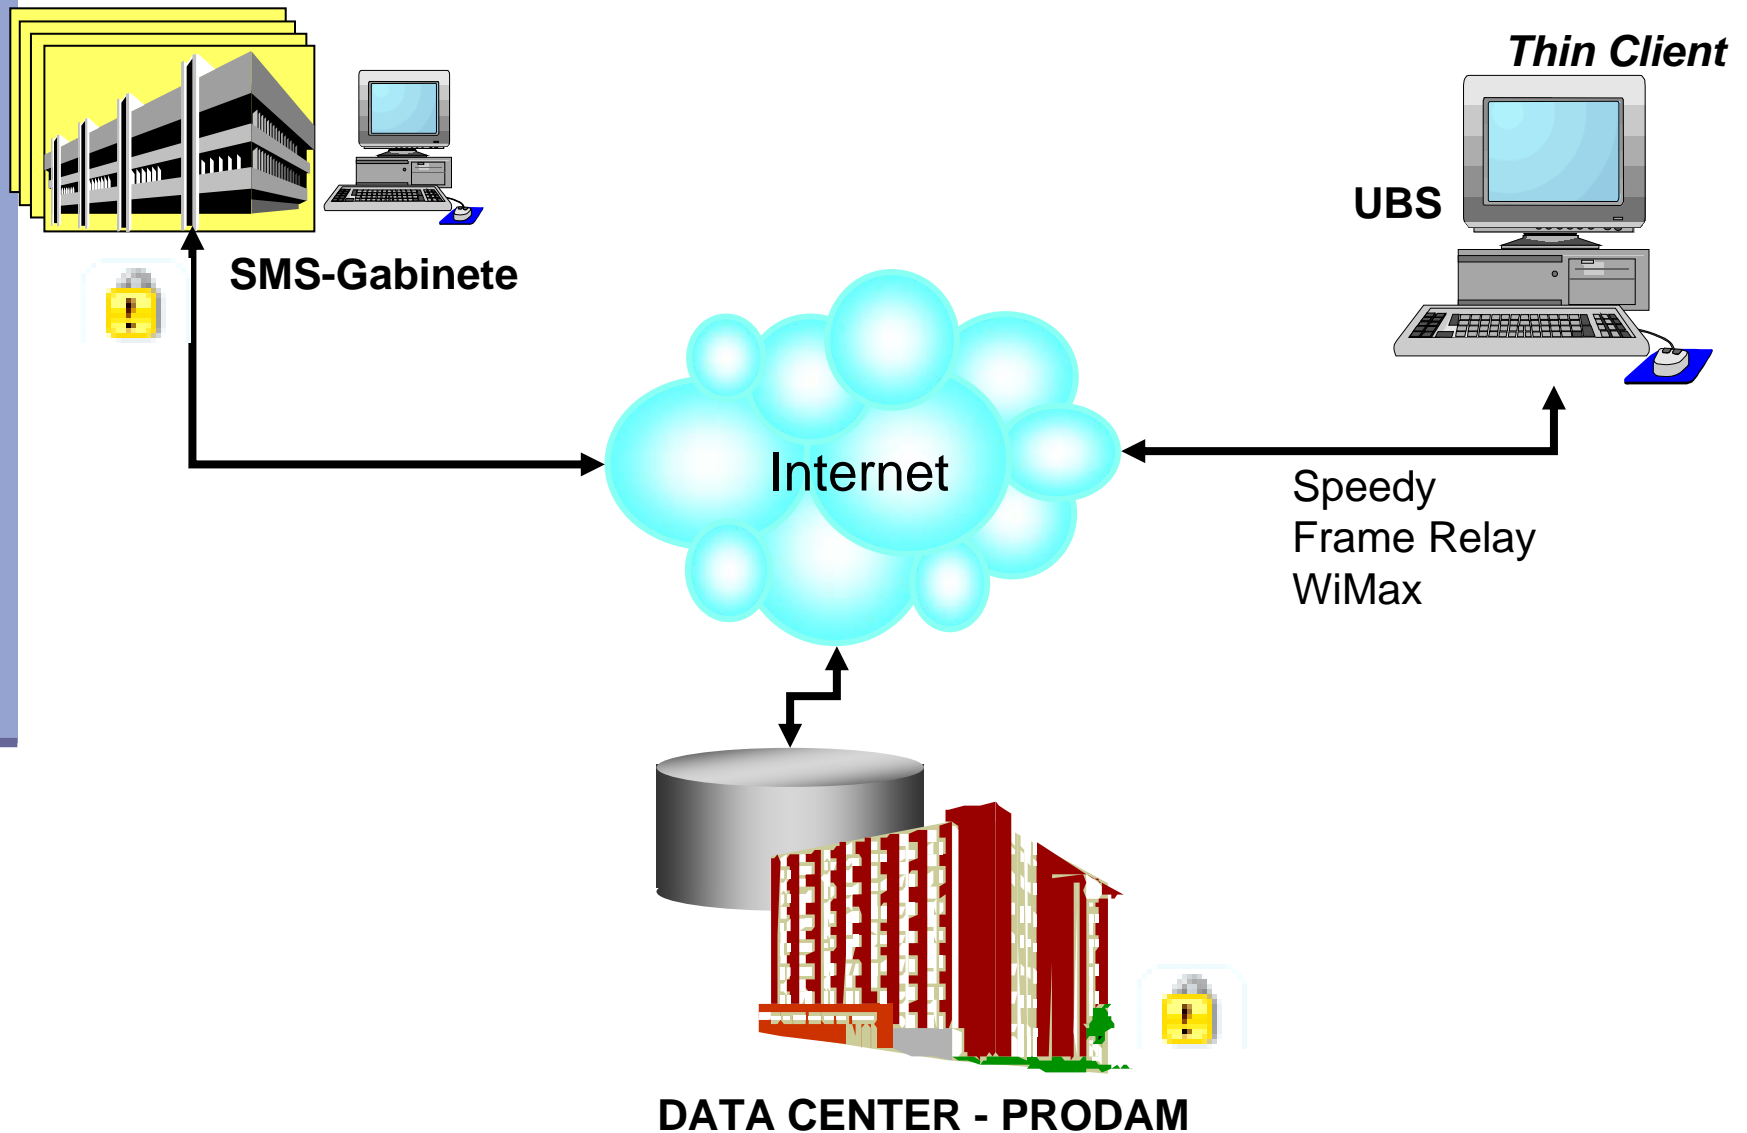 Thin Client
UBS
SMS-Gabinete
Internet
Speedy
Frame Relay
WiMax
DATA CENTER - PRODAM